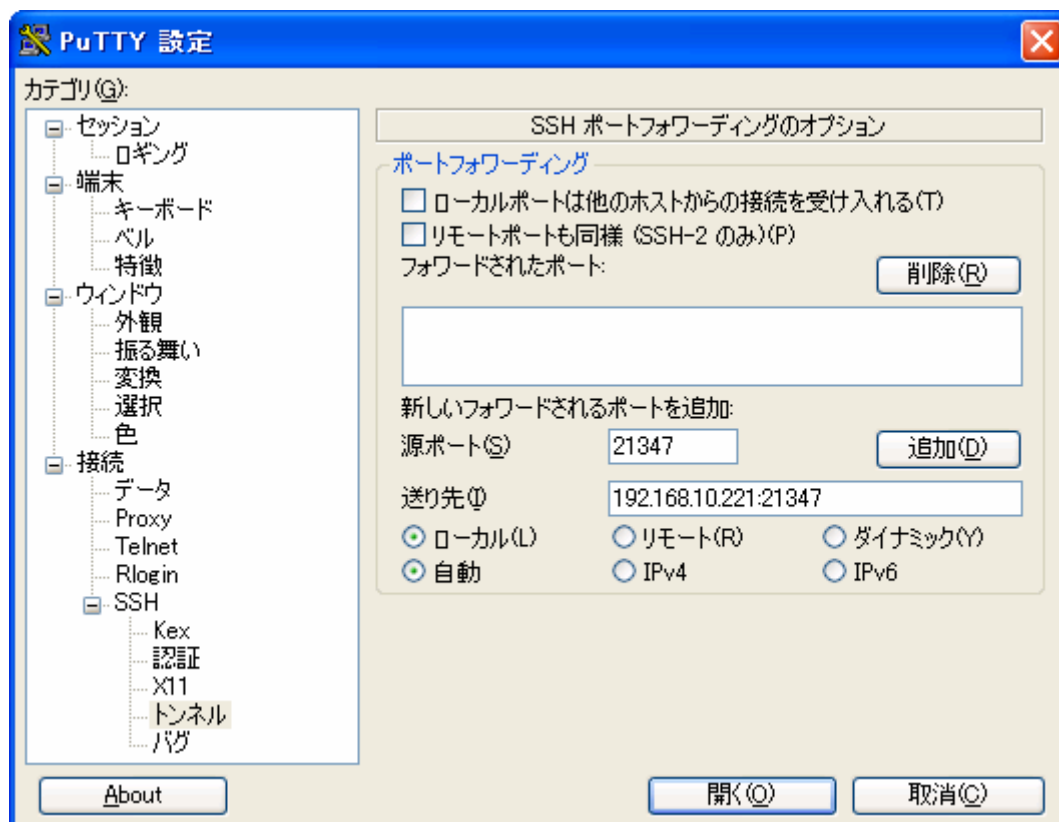 PuTTY 設定
カテゴリ(G):
セッション
ロギング
端末
キーボード
ベル
特徴
ウィンドウ
外観
振る舞い
変換
選択
色
接続
データ
Proxy
Telnet
Rlogin
SSH
Kex
認証
X11
トンネル
バグ
SSH ポートフォワーディングのオプション
ポートフォワーディング
ローカルポートは他のホストからの接続を受け入れる(T)
リモートポートも同様 (SSH-2 のみ)(P)
フォワードされたポート: 削除(R)
新しいフォワードされるポートを追加:
源ポート(S) 21347 追加(D)
送り先(I) 192.168.10.221:21347
ローカル(L) リモート(R) ダイナミック(Y)
自動 IPv4 IPv6
About 開く(O) 取消(C)